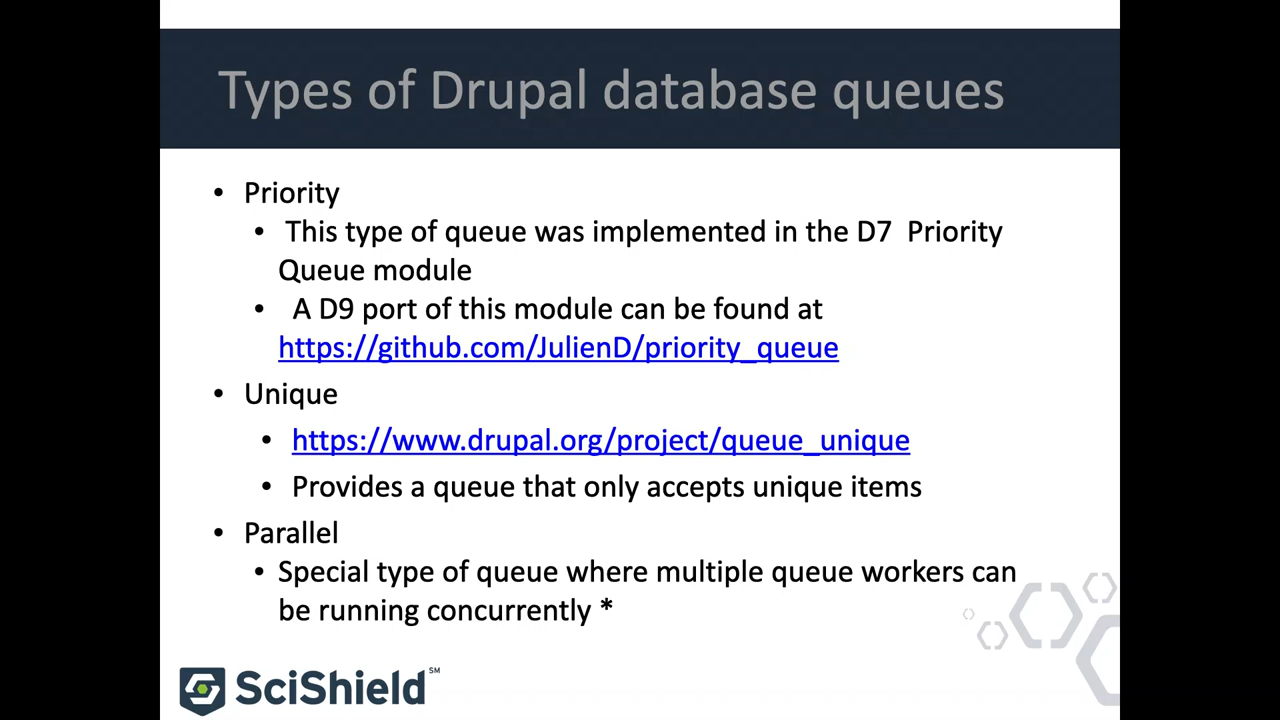 Types of Drupal database queues
• Priority
• This type of queue was implemented in the D7  Priority
Queue module
• A D9 port of this module can be found at
https://github.com/JulienD/priority_queue
• Unique
• https://www.drupal.org/project/queue_unique
• Provides a queue that only accepts unique items
• Parallel
• Special type of queue where multiple queue workers can
be running concurrently *
SciShield℠